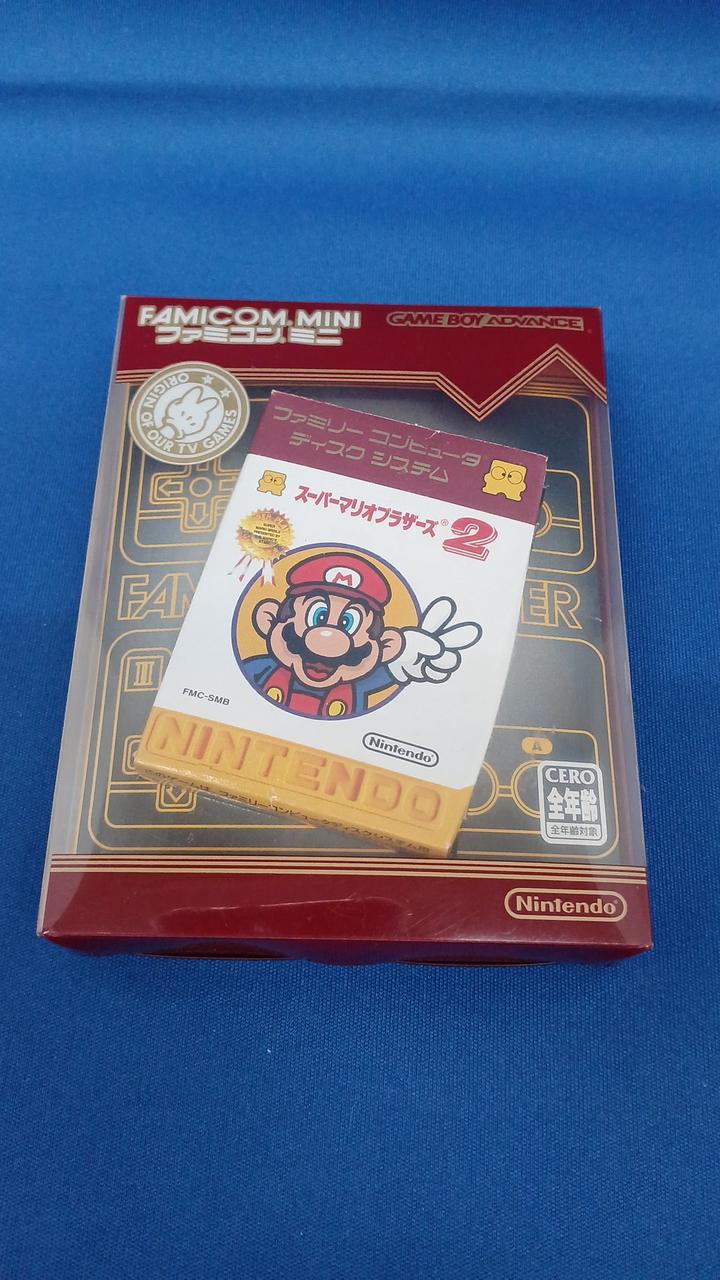 FAMICOM MINI
ファミコン ミニ
GAME BOY ADVANCE
ORIGIN OF
OUR TV GAMES
ファミリー コンピュータ
ディスク システム
スーパーマリオブラザーズ® 2
M
FAM
ER
II
FMC-SMB
Nintendo®
NINTENDO
A
CERO
全年齢
全年齢対象
Nintendo®